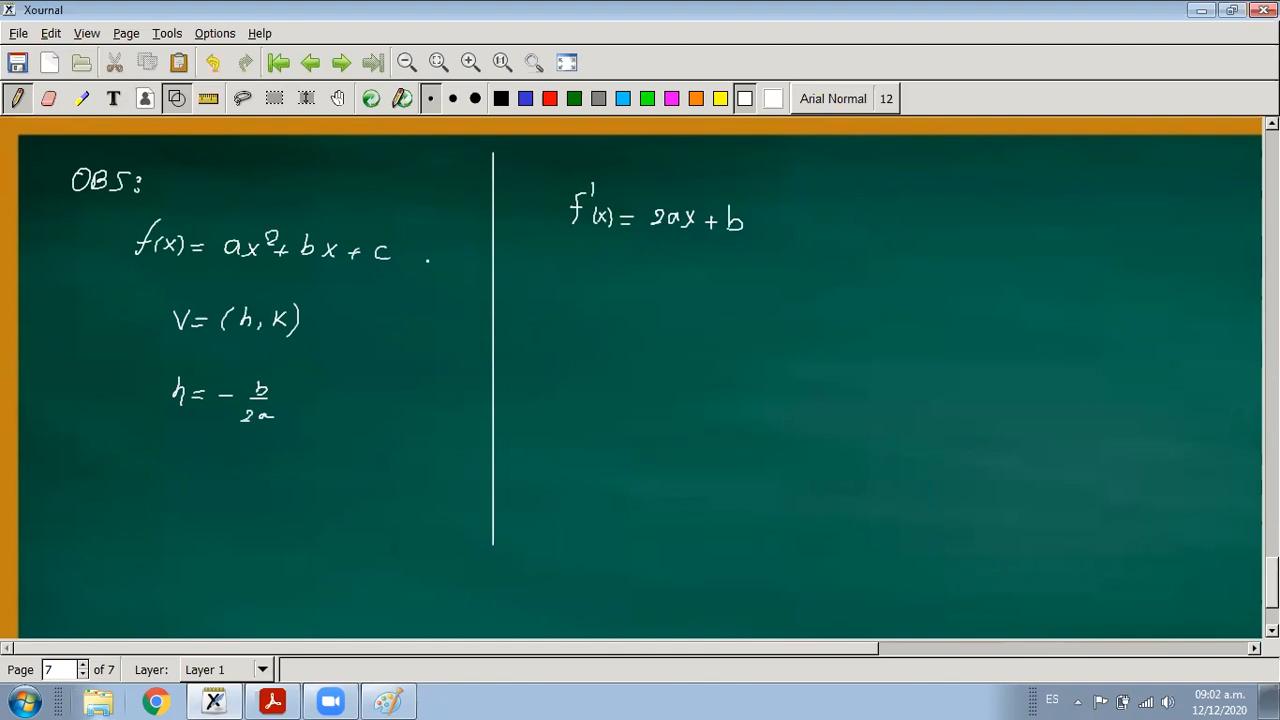 Xournal
File Edit View Page Tools Options Help
Arial Normal 12
OBS:
f(x) = ax² + bx + c .
V = (h, K)
h = - b/2a
f'(x) = 2ax + b
Page 7 of 7 Layer: Layer 1
ES 09:02 a.m.
12/12/2020